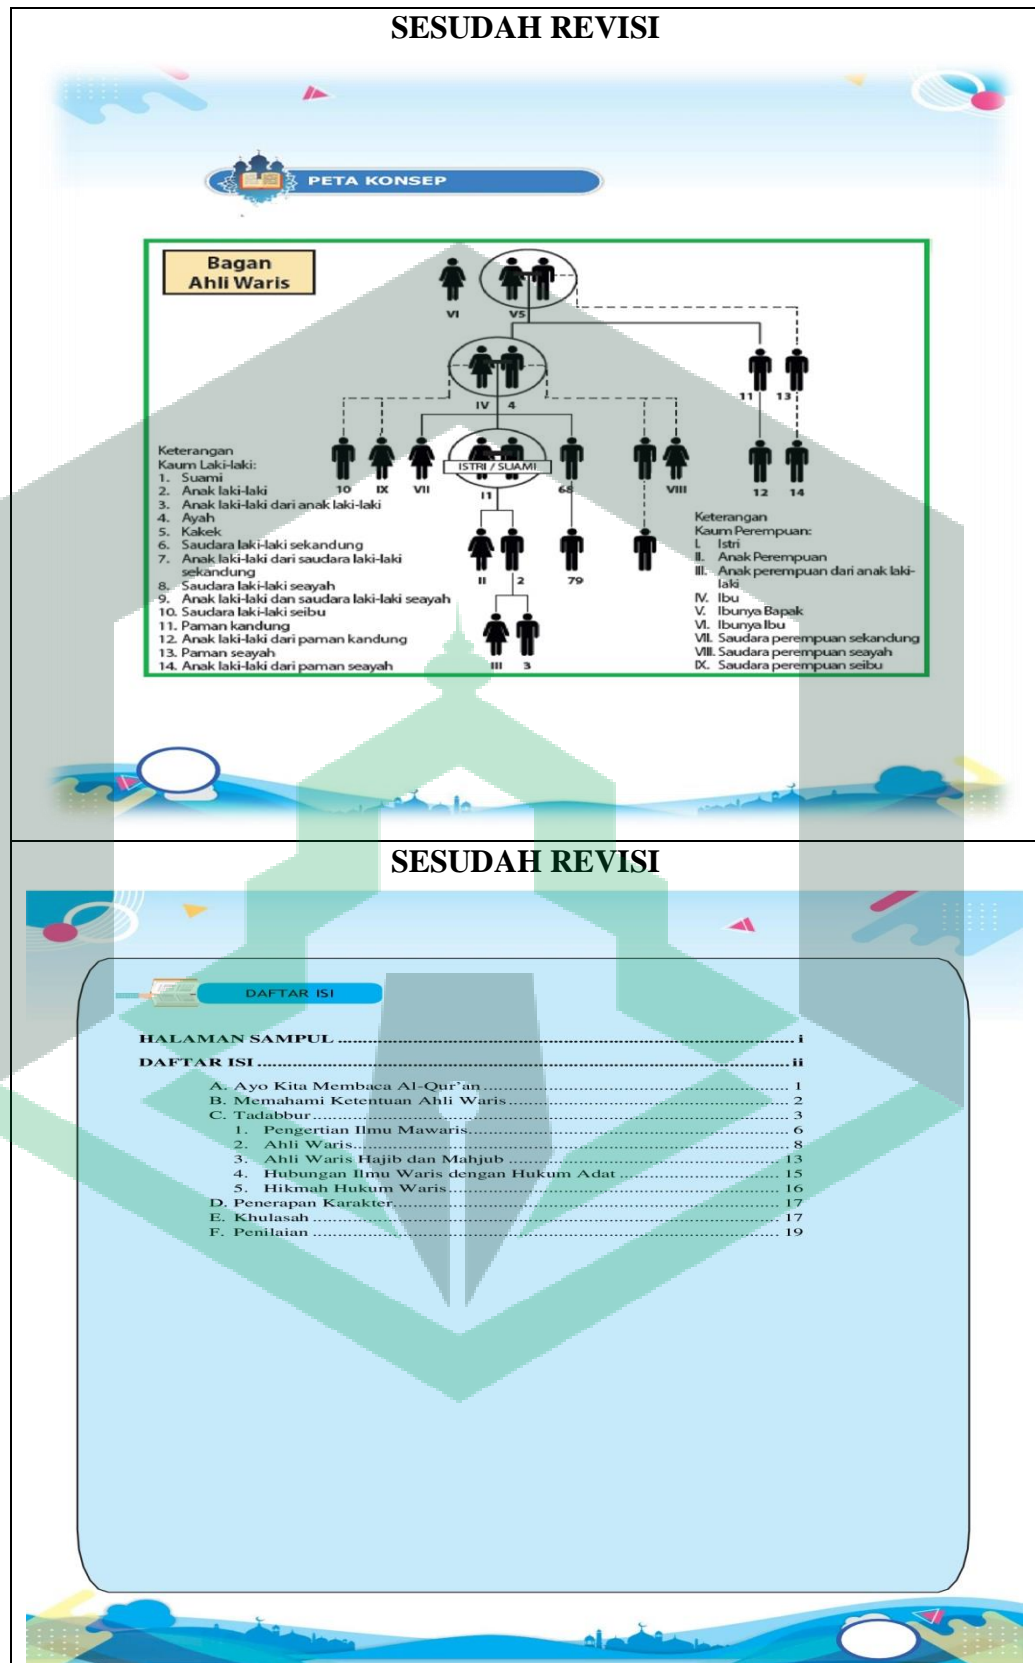 SESUDAH REVISI
PETA KONSEP
Bagan
Ahli Waris
VI
V5
IV 4
11 13
ISTRI / SUAMI
10 IX VII
I1
68
VIII
12 14
II 2
79
III 3
Keterangan
Kaum Laki-laki:
1. Suami
2. Anak laki-laki
3. Anak laki-laki dari anak laki-laki
4. Ayah
5. Kakek
6. Saudara laki-laki sekandung
7. Anak laki-laki dari saudara laki-laki
sekandung
8. Saudara laki-laki seayah
9. Anak laki-laki dan saudara laki-laki seayah
10. Saudara laki-laki seibu
11. Paman kandung
12. Anak laki-laki dari paman kandung
13. Paman seayah
14. Anak laki-laki dari paman seayah
Keterangan
Kaum Perempuan:
I. Istri
II. Anak Perempuan
III. Anak perempuan dari anak laki-
laki
IV. Ibu
V. Ibunya Bapak
VI. Ibunya Ibu
VII. Saudara perempuan sekandung
VIII. Saudara perempuan seayah
IX. Saudara perempuan seibu
SESUDAH REVISI
DAFTAR ISI
HALAMAN SAMPUL ........ i
DAFTAR ISI ........ ii
A. Ayo Kita Membaca Al-Qur'an ........ 1
B. Memahami Ketentuan Ahli Waris ........ 2
C. Tadabbur ........ 3
1. Pengertian Ilmu Mawaris ........ 6
2. Ahli Waris ........ 8
3. Ahli Waris Hajib dan Mahjub ........ 13
4. Hubungan Ilmu Waris dengan Hukum Adat ........ 15
5. Hikmah Hukum Waris ........ 16
D. Penerapan Karakter ........ 17
E. Khulasah ........ 17
F. Penilaian ........ 19